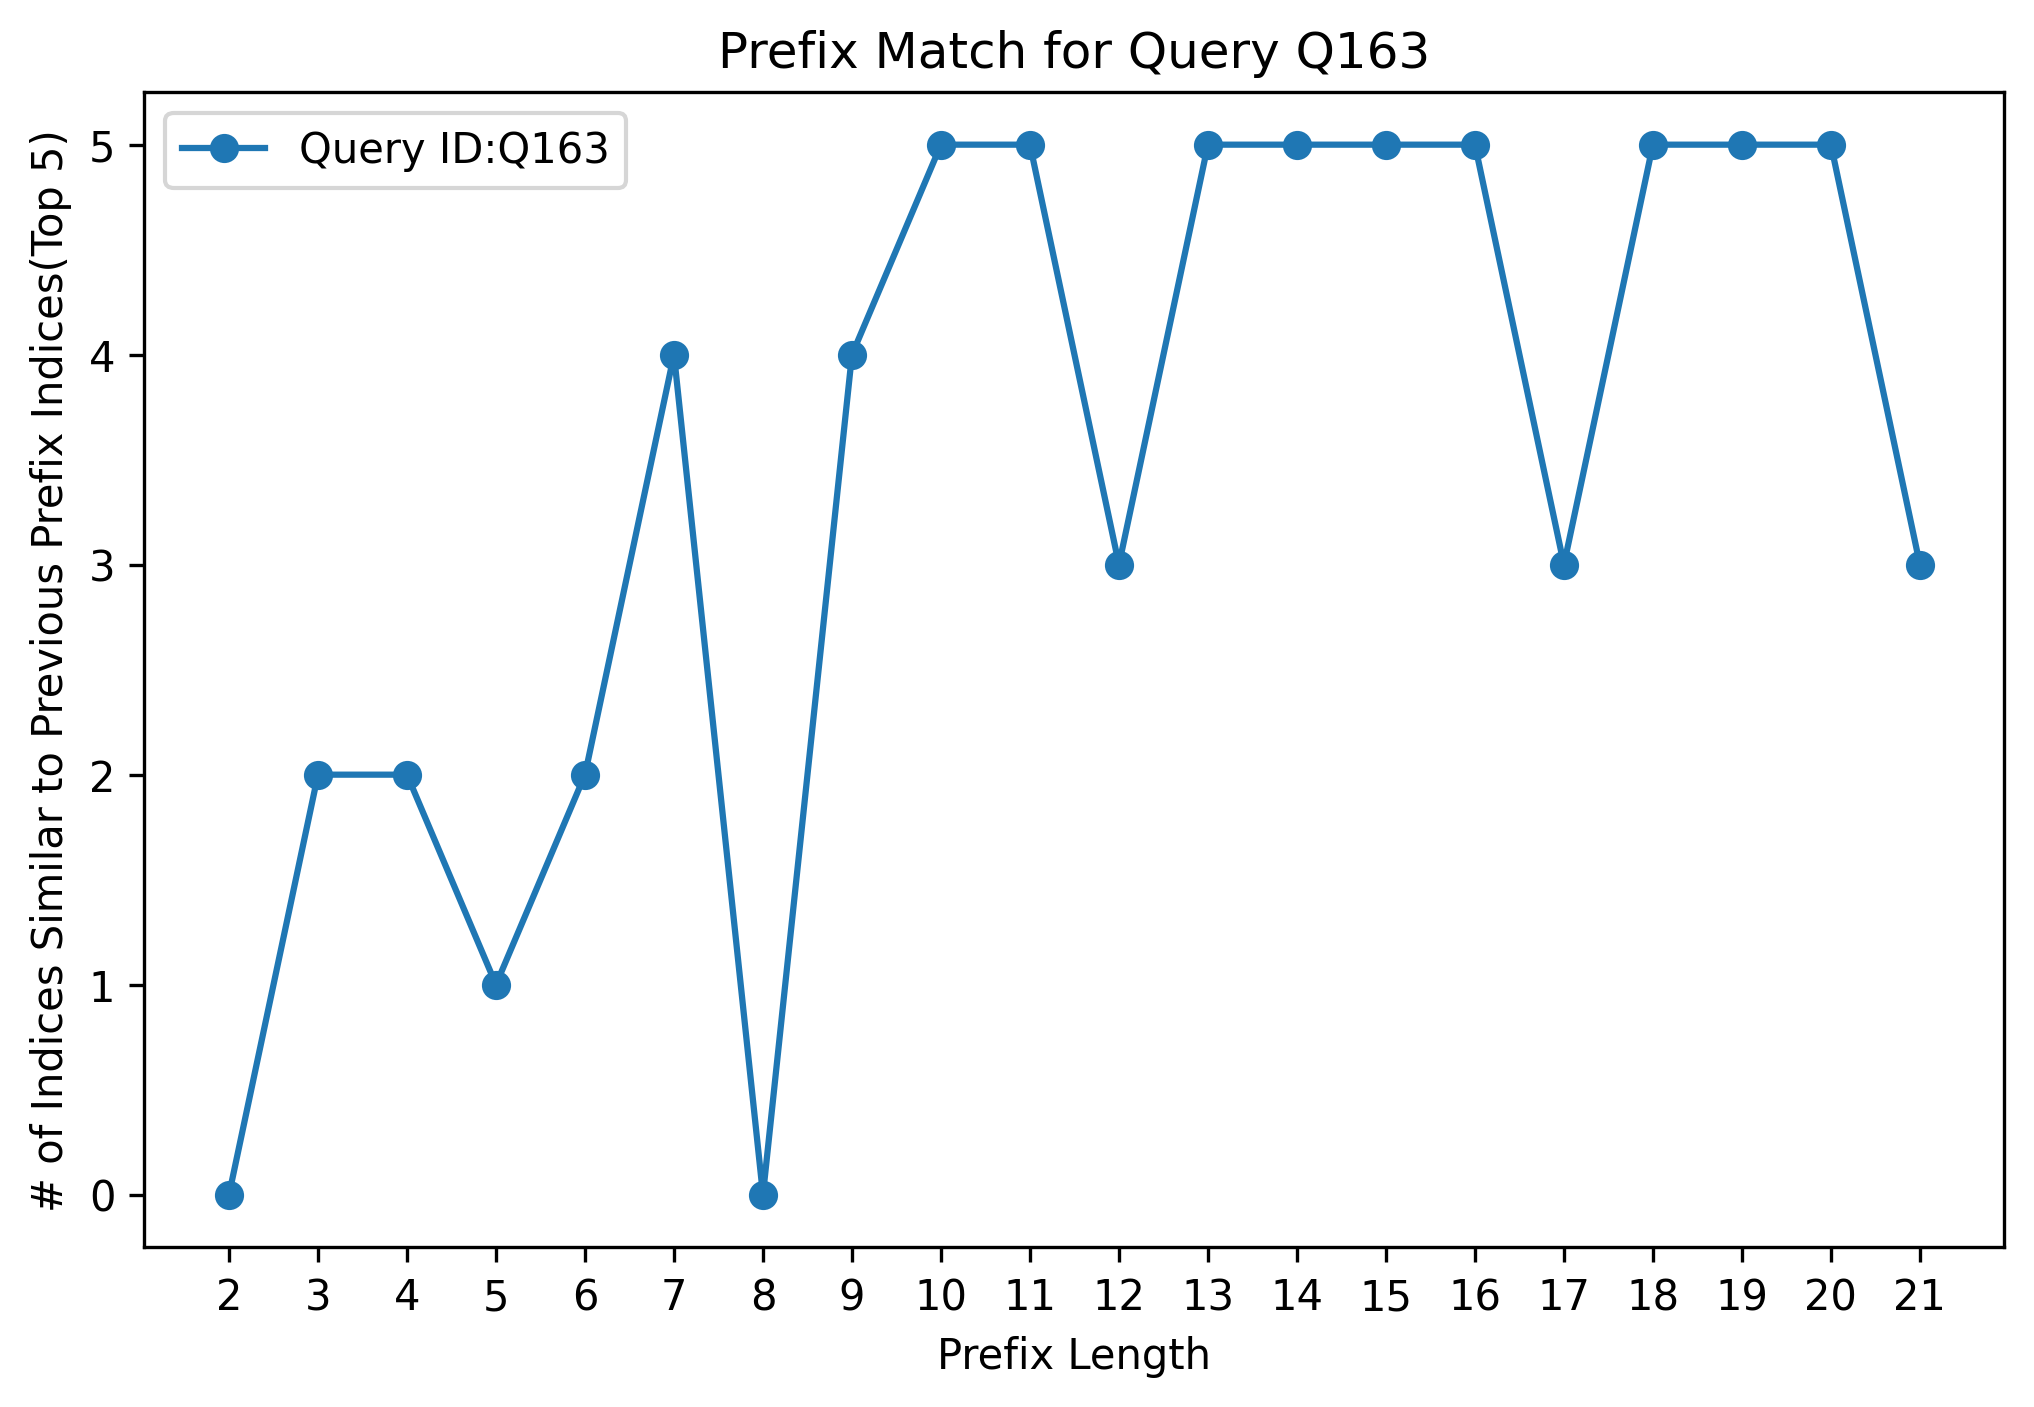 Prefix Match for Query Q163
Query ID:Q163
# of Indices Similar to Previous Prefix Indices(Top 5)
5
4
3
2
1
0
2 3 4 5 6 7 8 9 10 11 12 13 14 15 16 17 18 19 20 21
Prefix Length